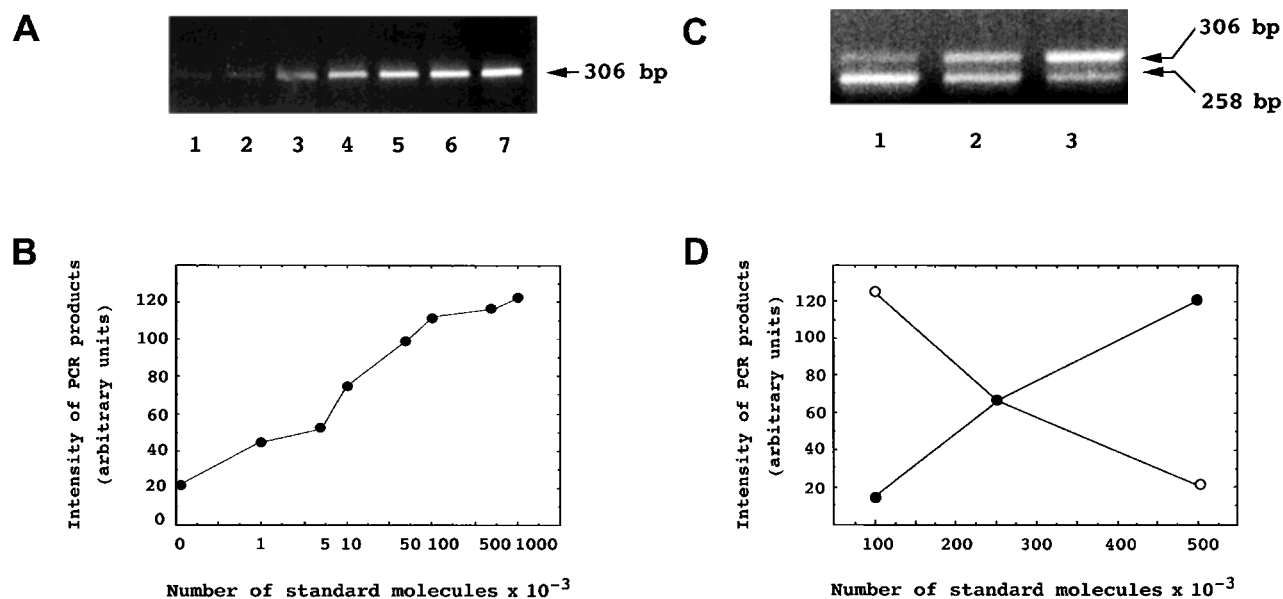 A
306 bp
1 2 3 4 5 6 7
C
306 bp
258 bp
1 2 3
B
Intensity of PCR products
(arbitrary units)
120
100
80
60
40
20
0
0 1 5 10 50 100 500 1000
Number of standard molecules x 10⁻³
D
Intensity of PCR products
(arbitrary units)
120
100
80
60
40
20
100 200 300 400 500
Number of standard molecules x 10⁻³